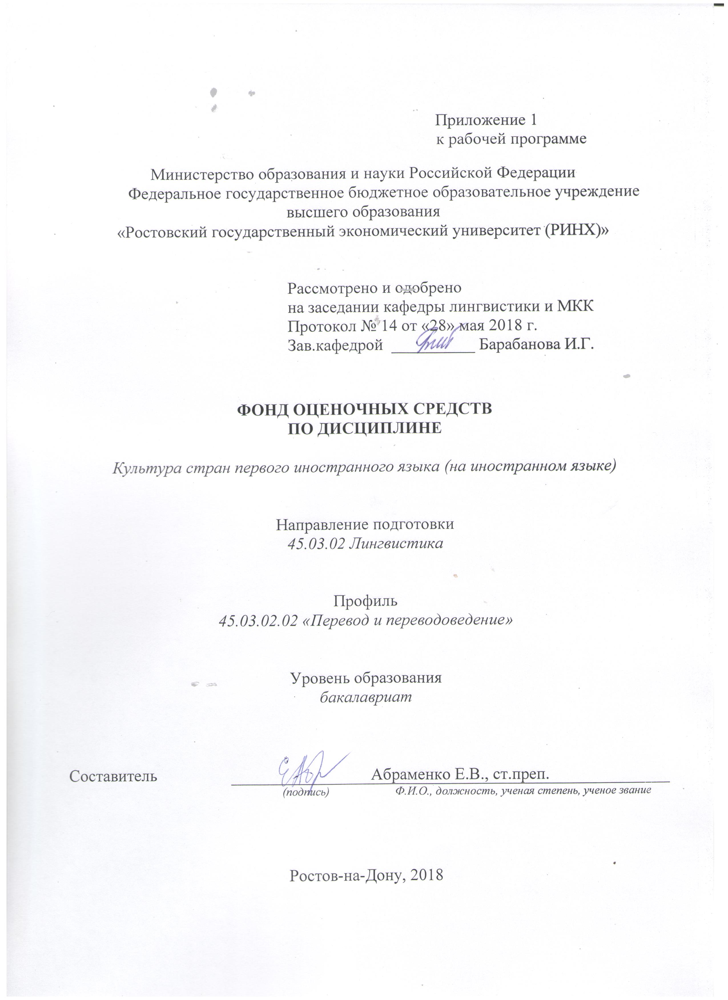 Приложение 1
к рабочей программе
Министерство образования и науки Российской Федерации
Федеральное государственное бюджетное образовательное учреждение
высшего образования
«Ростовский государственный экономический университет (РИНХ)»
Рассмотрено и одобрено
на заседании кафедры лингвистики и МКК
Протокол № 14 от «28» мая 2018 г.
Зав.кафедрой __________ Барабанова И.Г.
ФОНД ОЦЕНОЧНЫХ СРЕДСТВ
ПО ДИСЦИПЛИНЕ
Культура стран первого иностранного языка (на иностранном языке)
Направление подготовки
45.03.02 Лингвистика
Профиль
45.03.02.02 «Перевод и переводоведение»
Уровень образования
бакалавриат
Составитель Абраменко Е.В., ст.преп.
(подпись) Ф.И.О., должность, ученая степень, ученое звание
Ростов-на-Дону, 2018